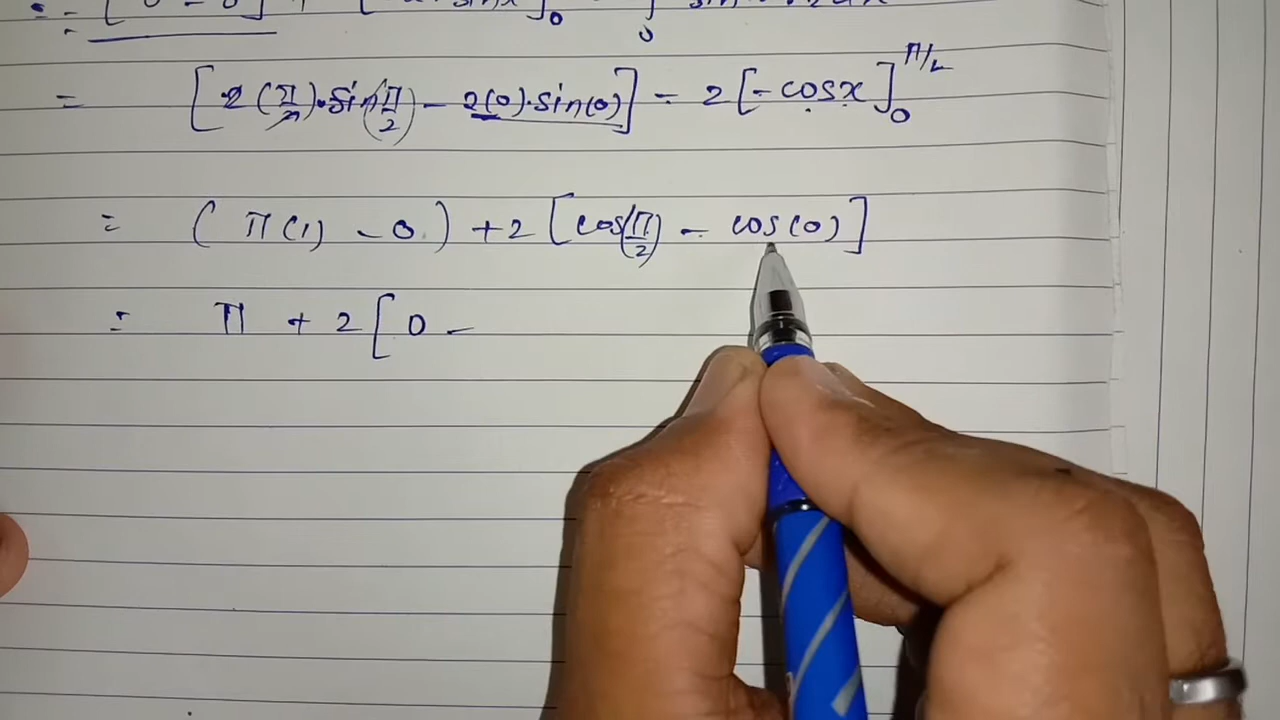 = [2(π/2)·sin(π/2) - 2(0)·sin(0)] - 2[-cosx]₀^π/2
= (π(1) - 0) + 2[cos(π/2) - cos(0)]
= π + 2[0 -